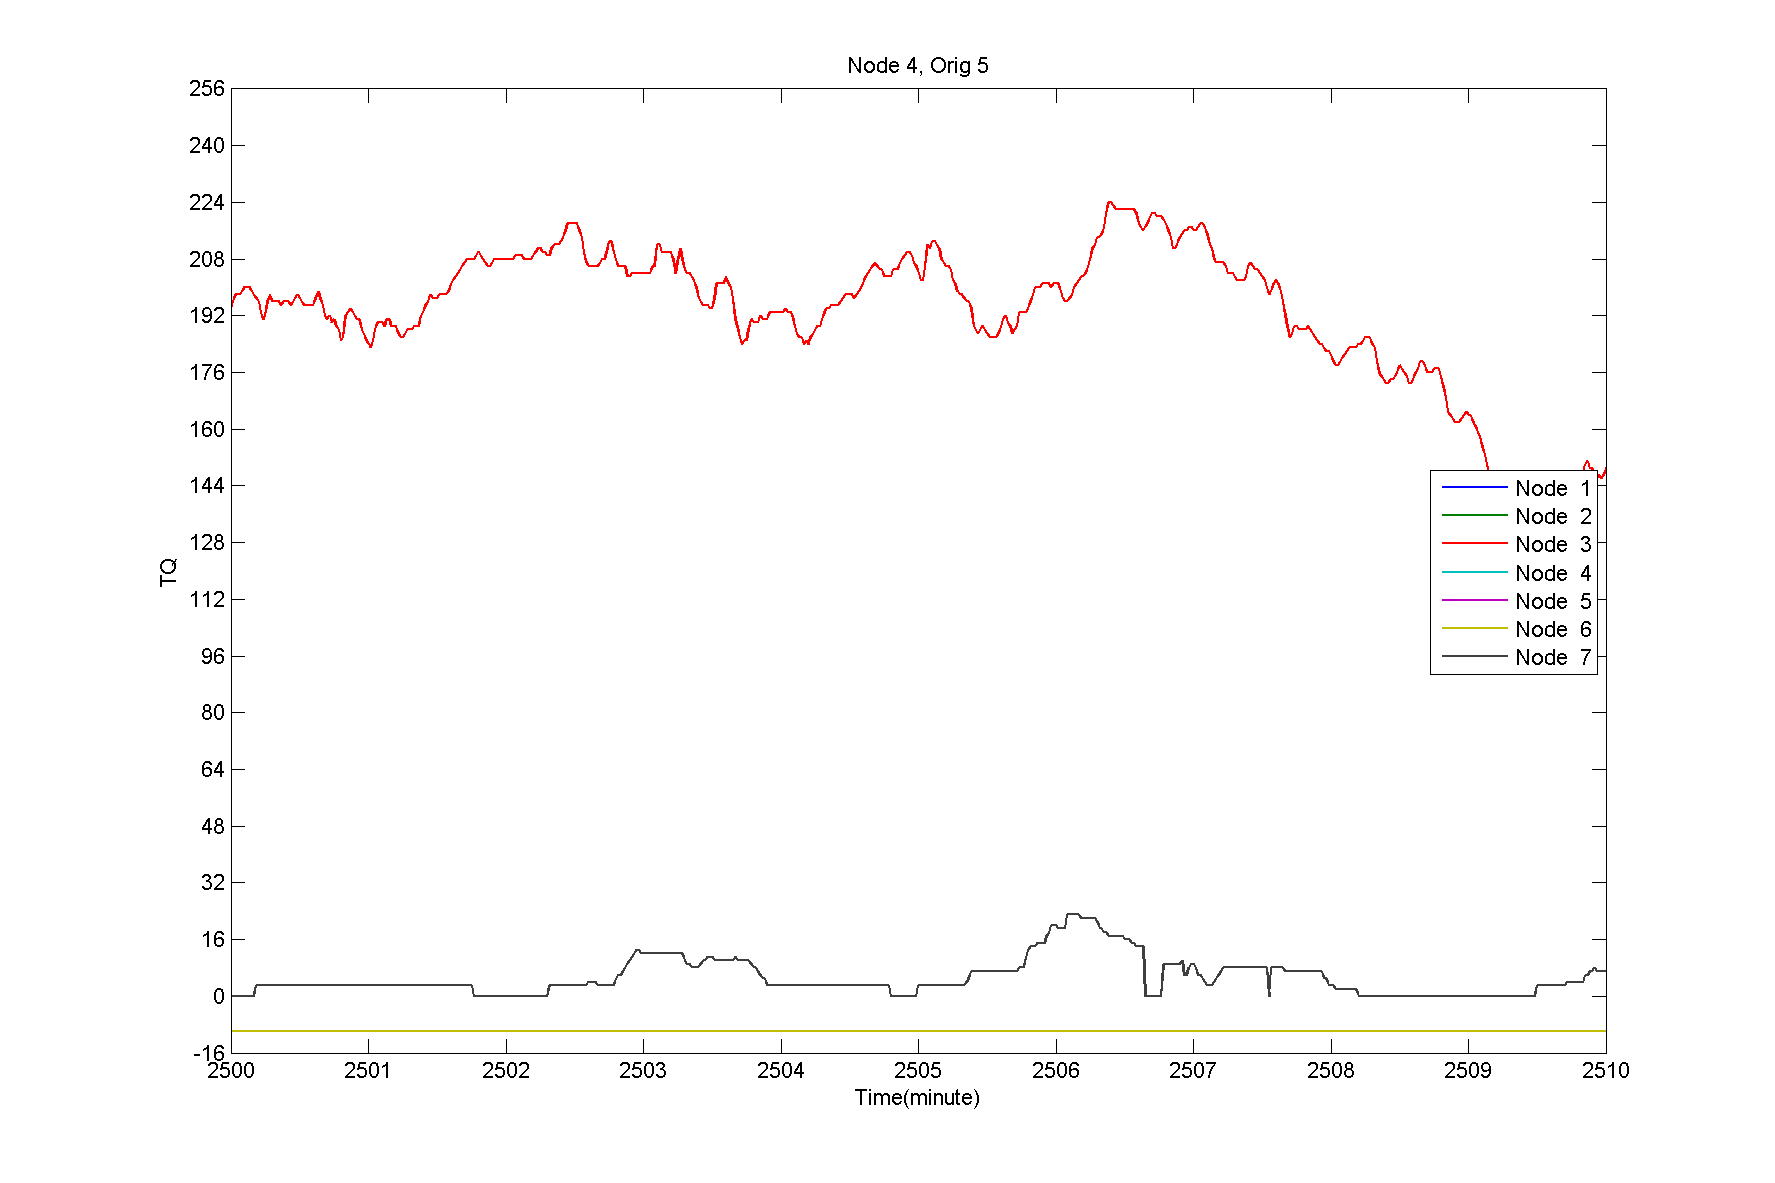 Node 4, Orig 5
256
240
224
208
192
176
160
144
128
112
96
80
64
48
32
16
0
-16
TQ
Node 1
Node 2
Node 3
Node 4
Node 5
Node 6
Node 7
2500 2501 2502 2503 2504 2505 2506 2507 2508 2509 2510
Time(minute)